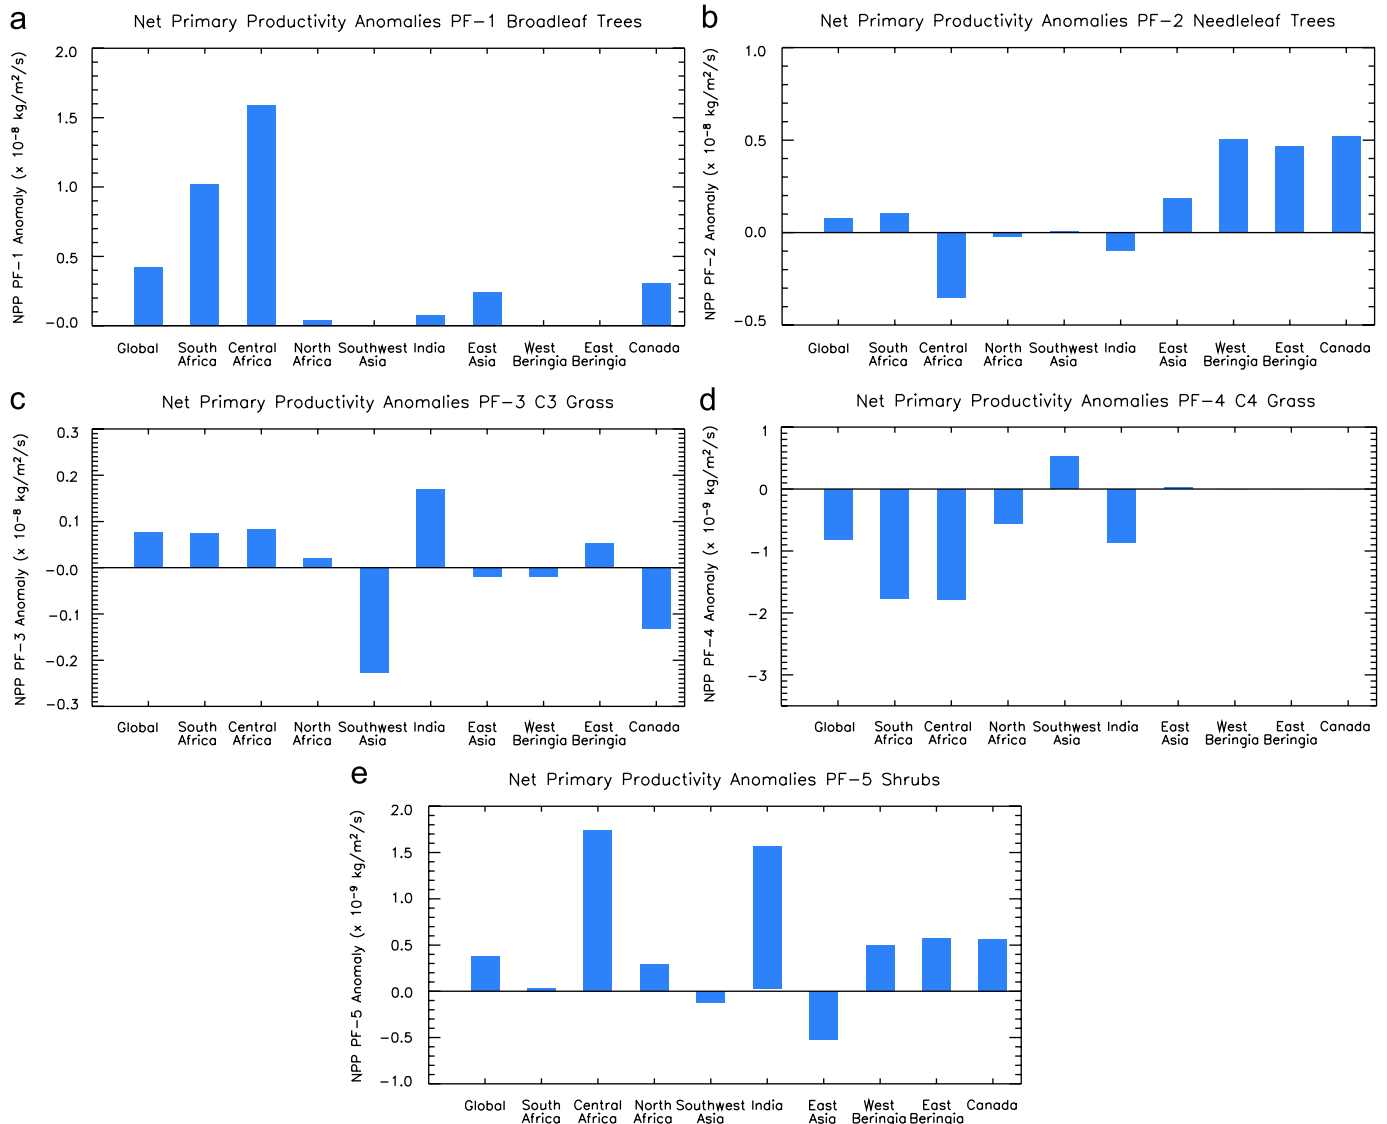 a
Net Primary Productivity Anomalies PF-1 Broadleaf Trees
NPP PF-1 Anomaly (x 10⁻⁸ kg/m²/s)
2.0
1.5
1.0
0.5
-0.0
Global South Africa Central Africa North Africa Southwest Asia India East Asia West Beringia East Beringia Canada
b
Net Primary Productivity Anomalies PF-2 Needleleaf Trees
NPP PF-2 Anomaly (x 10⁻⁸ kg/m²/s)
1.0
0.5
0.0
-0.5
Global South Africa Central Africa North Africa Southwest Asia India East Asia West Beringia East Beringia Canada
c
Net Primary Productivity Anomalies PF-3 C3 Grass
NPP PF-3 Anomaly (x 10⁻⁸ kg/m²/s)
0.3
0.2
0.1
-0.0
-0.1
-0.2
-0.3
Global South Africa Central Africa North Africa Southwest Asia India East Asia West Beringia East Beringia Canada
d
Net Primary Productivity Anomalies PF-4 C4 Grass
NPP PF-4 Anomaly (x 10⁻⁹ kg/m²/s)
1
0
-1
-2
-3
Global South Africa Central Africa North Africa Southwest Asia India East Asia West Beringia East Beringia Canada
e
Net Primary Productivity Anomalies PF-5 Shrubs
NPP PF-5 Anomaly (x 10⁻⁹ kg/m²/s)
2.0
1.5
1.0
0.5
0.0
-0.5
-1.0
Global South Africa Central Africa North Africa Southwest Asia India East Asia West Beringia East Beringia Canada